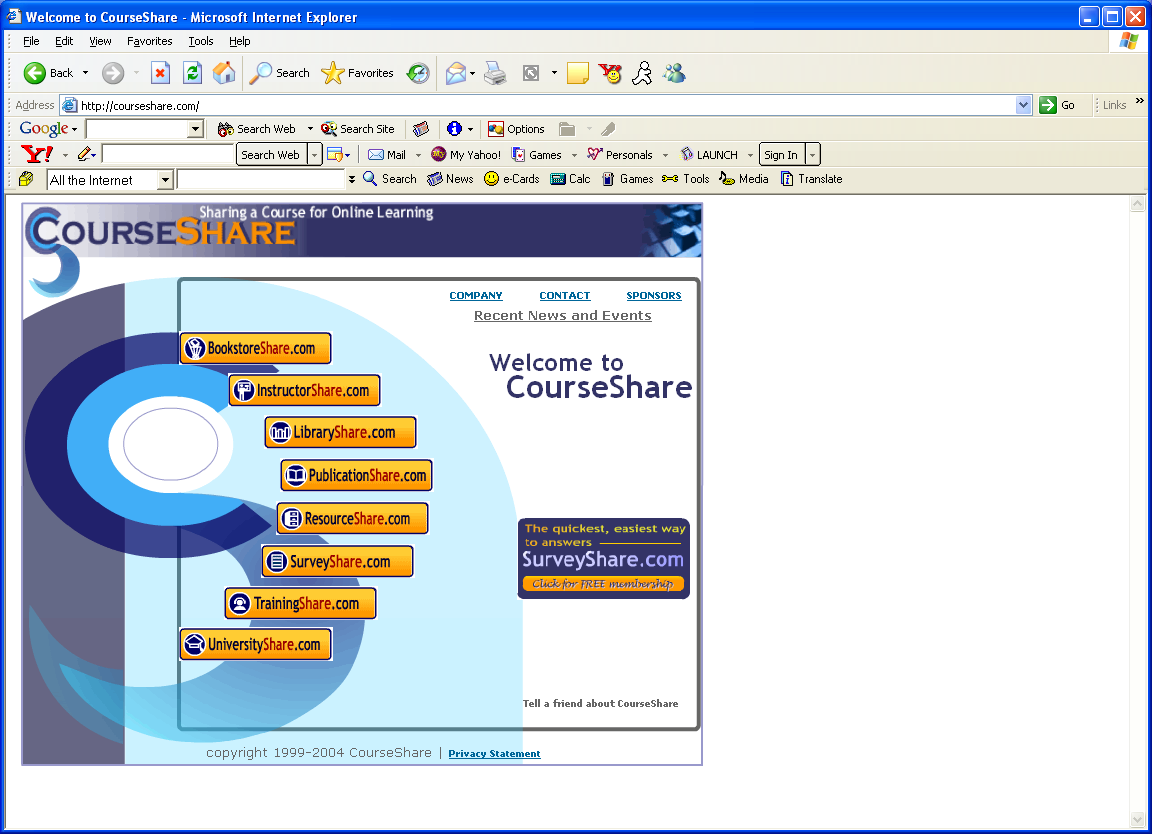 Welcome to CourseShare - Microsoft Internet Explorer
File Edit View Favorites Tools Help
Back Search Favorites
Address http://courseshare.com/ Go Links »
Google Search Web Search Site Options
Y! Search Web Mail My Yahoo! Games Personals LAUNCH Sign In
All the Internet Search News e-Cards Calc Games Tools Media Translate
Sharing a Course for Online Learning
COURSESHARE
COMPANY CONTACT SPONSORS
Recent News and Events
BookstoreShare.com
Welcome to
CourseShare
InstructorShare.com
LibraryShare.com
PublicationShare.com
ResourceShare.com
The quickest, easiest way
to answers
SurveyShare.com
Click for FREE membership
SurveyShare.com
TrainingShare.com
UniversityShare.com
Tell a friend about CourseShare
copyright 1999-2004 CourseShare | Privacy Statement